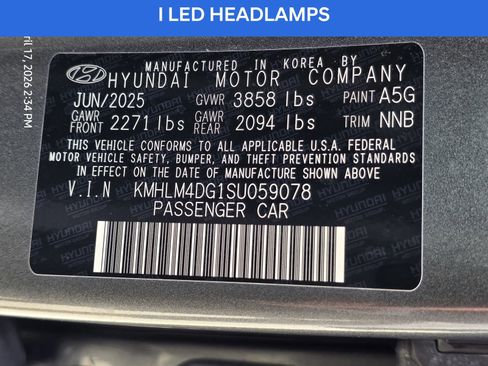 I LED HEADLAMPS
ril 17, 2026 2:34 PM
MANUFACTURED IN KOREA BY
HYUNDAI MOTOR COMPANY
JUN/2025 GVWR 3858 lbs PAINT A5G
GAWR FRONT 2271 lbs GAWR REAR 2094 lbs TRIM NNB
THIS VEHICLE CONFORMS TO ALL APPLICABLE U.S.A. FEDERAL
MOTOR VEHICLE SAFETY, BUMPER, AND THEFT PREVENTION STANDARDS
IN EFFECT ON THE DATE OF MANUFACTURE SHOWN ABOVE
V.I.N KMHLM4DG1SU059078
PASSENGER CAR